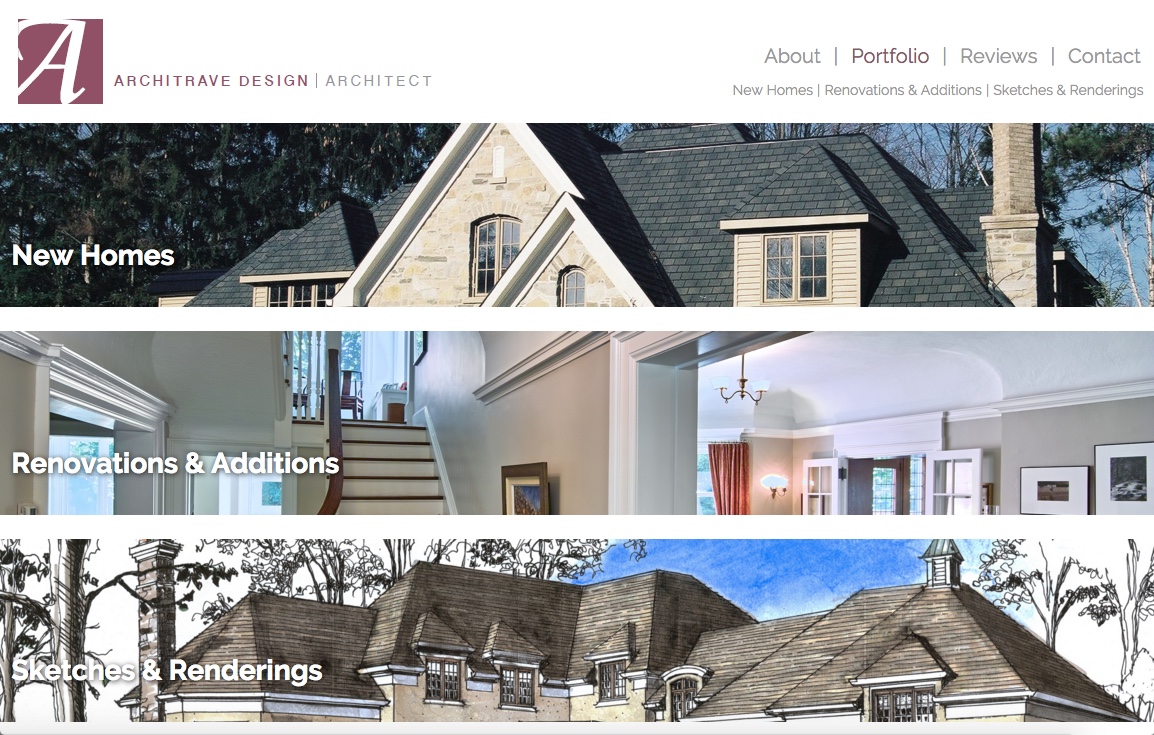 A
ARCHITRAVE DESIGN | ARCHITECT
About | Portfolio | Reviews | Contact
New Homes | Renovations & Additions | Sketches & Renderings
New Homes
Renovations & Additions
Sketches & Renderings